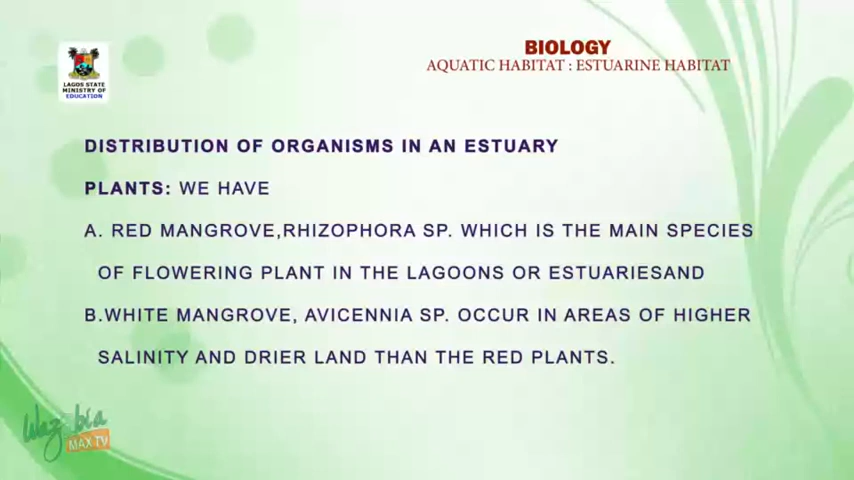 BIOLOGY
AQUATIC HABITAT : ESTUARINE HABITAT
LAGOS STATE
MINISTRY OF
EDUCATION
DISTRIBUTION OF ORGANISMS IN AN ESTUARY
PLANTS: WE HAVE
A. RED MANGROVE,RHIZOPHORA SP. WHICH IS THE MAIN SPECIES
OF FLOWERING PLANT IN THE LAGOONS OR ESTUARIESAND
B.WHITE MANGROVE, AVICENNIA SP. OCCUR IN AREAS OF HIGHER
SALINITY AND DRIER LAND THAN THE RED PLANTS.
Wazobia
MAX TV